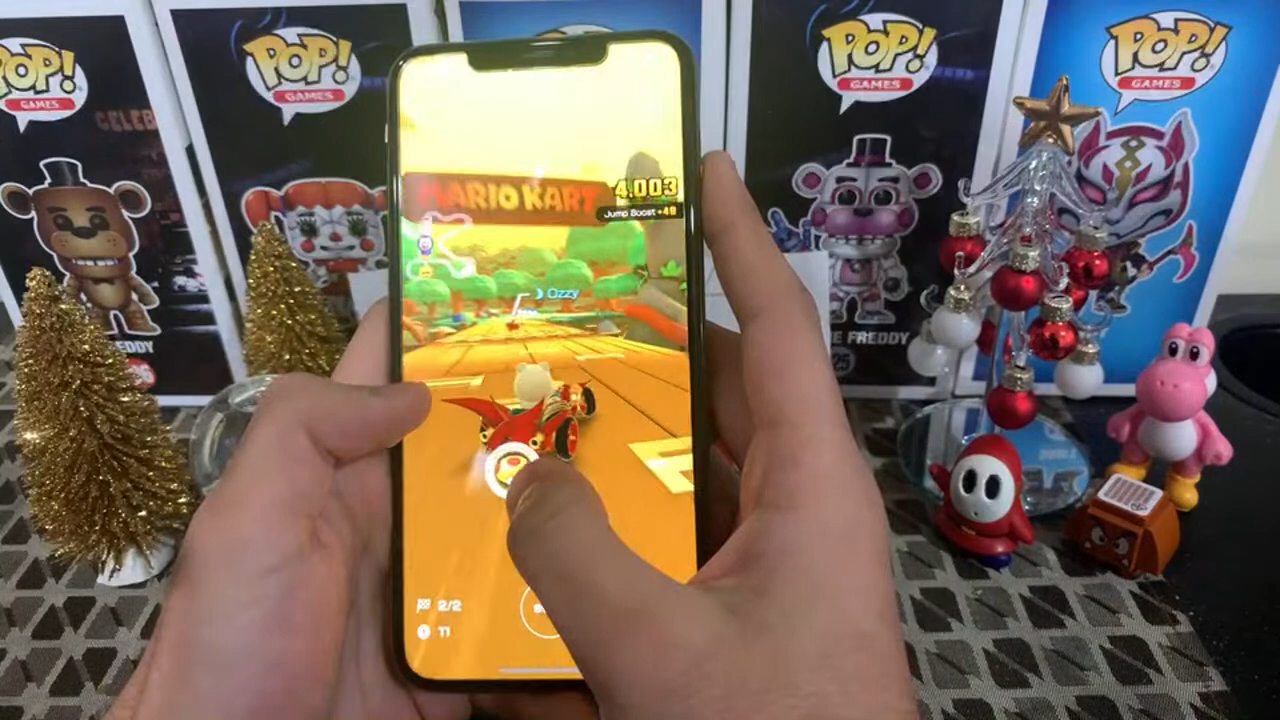 POP!
GAMES
CELEB
EDDY
POP!
GAMES
POP!
GAMES
E FREDDY
POP!
GAMES
MARIO KART
4,003
Jump Boost +40
Ozzy
2/2
11